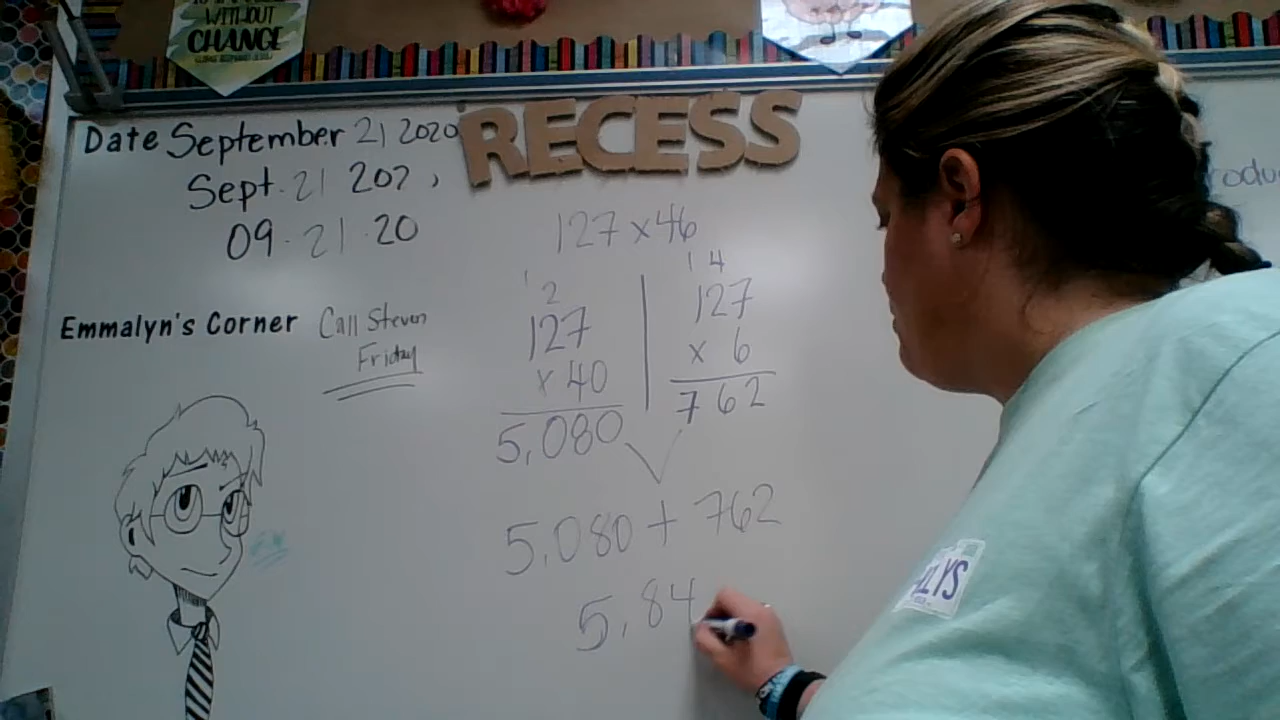 WITHOUT
CHANGE
RECESS
Date September 21 2020
Sept. 21 202
09.21.20
Emmalyn's Corner
Call Steven
Friday
127 x 46
1 2
127
x 40
5,080
1 4
127
x 6
762
5,080 + 762
5,84